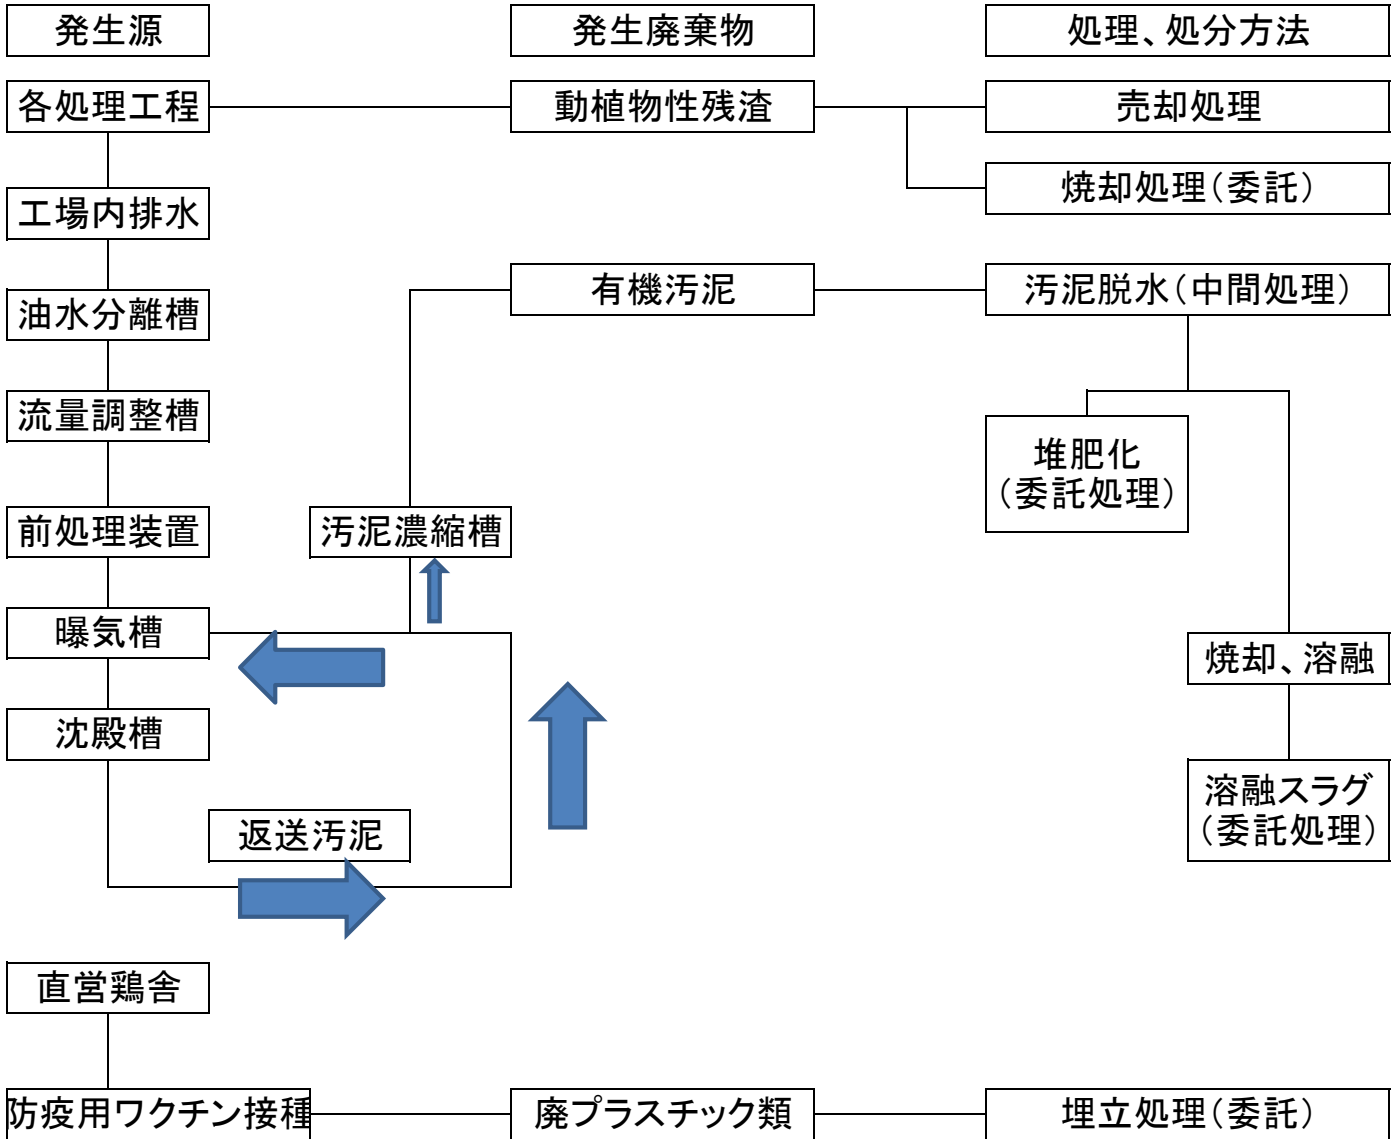 発生源
発生廃棄物
処理、処分方法
各処理工程
動植物性残渣
売却処理
焼却処理（委託）
工場内排水
有機汚泥
汚泥脱水（中間処理）
油水分離槽
流量調整槽
堆肥化
（委託処理）
前処理装置
汚泥濃縮槽
曝気槽
焼却、溶融
沈殿槽
溶融スラグ
（委託処理）
返送汚泥
直営鶏舎
防疫用ワクチン接種
廃プラスチック類
埋立処理（委託）